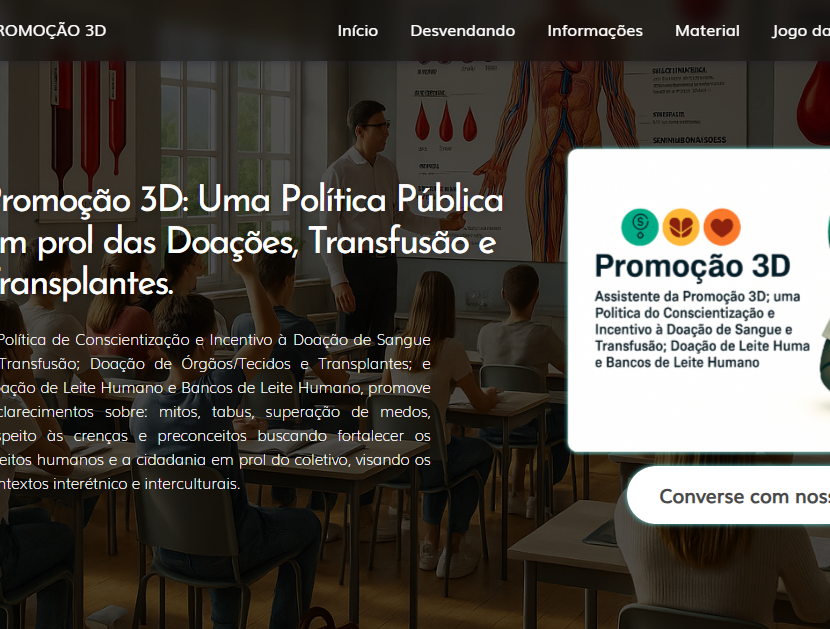 ROMOÇÃO 3D
Início
Desvendando
Informações
Material
Jogo da
Promoção 3D: Uma Política Pública
m prol das Doações, Transfusão e
ransplantes.
Política de Conscientização e Incentivo à Doação de Sangue
Transfusão; Doação de Órgãos/Tecidos e Transplantes; e
ação de Leite Humano e Bancos de Leite Humano, promove
clarecimentos sobre: mitos, tabus, superação de medos,
speito às crenças e preconceitos buscando fortalecer os
eitos humanos e a cidadania em prol do coletivo, visando os
ntextos interétnico e interculturais.
Promoção 3D
Assistente da Promoção 3D; uma
Politica do Conscientização e
Incentivo à Doação de Sangue e
Transfusão; Doação de Leite Huma
e Bancos de Leite Humano
Converse com noss